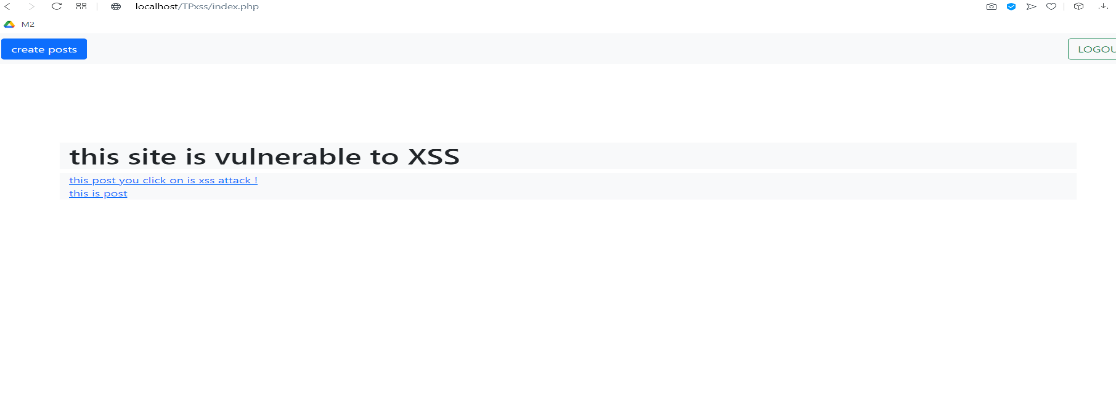 localhost/TPxss/index.php
M2
create posts
LOGOU
this site is vulnerable to XSS
this post you click on is xss attack !
this is post